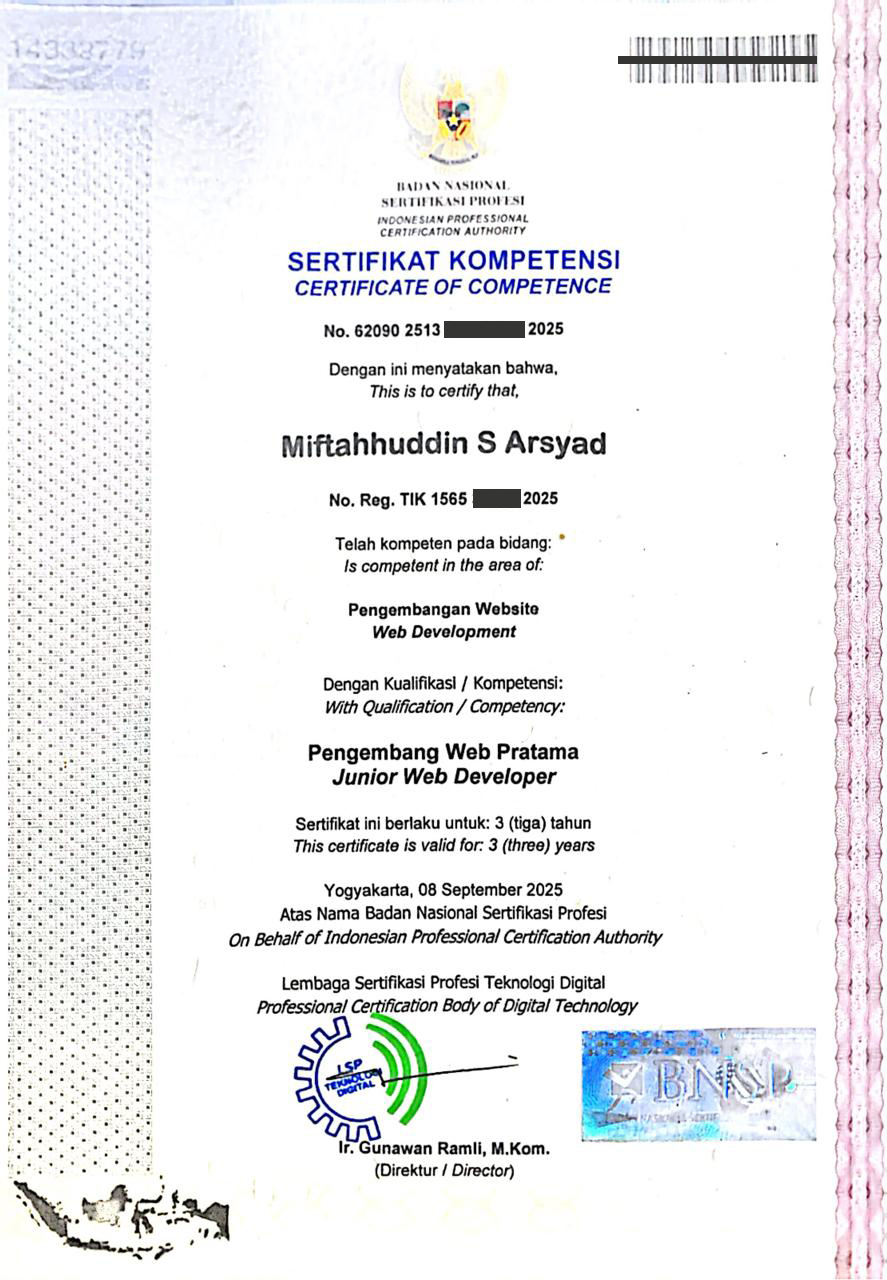 14333779
BADAN NASIONAL
SERTIFIKASI PROFESI
INDONESIAN PROFESSIONAL
CERTIFICATION AUTHORITY
SERTIFIKAT KOMPETENSI
CERTIFICATE OF COMPETENCE
No. 62090 2513 2025
Dengan ini menyatakan bahwa,
This is to certify that,
Miftahhuddin S Arsyad
No. Reg. TIK 1565 2025
Telah kompeten pada bidang:
Is competent in the area of:
Pengembangan Website
Web Development
Dengan Kualifikasi / Kompetensi:
With Qualification / Competency:
Pengembang Web Pratama
Junior Web Developer
Sertifikat ini berlaku untuk: 3 (tiga) tahun
This certificate is valid for: 3 (three) years
Yogyakarta, 08 September 2025
Atas Nama Badan Nasional Sertifikasi Profesi
On Behalf of Indonesian Professional Certification Authority
Lembaga Sertifikasi Profesi Teknologi Digital
Professional Certification Body of Digital Technology
LSP
TEKNOLOGI
DIGITAL
BNSP
Ir. Gunawan Ramli, M.Kom.
(Direktur / Director)